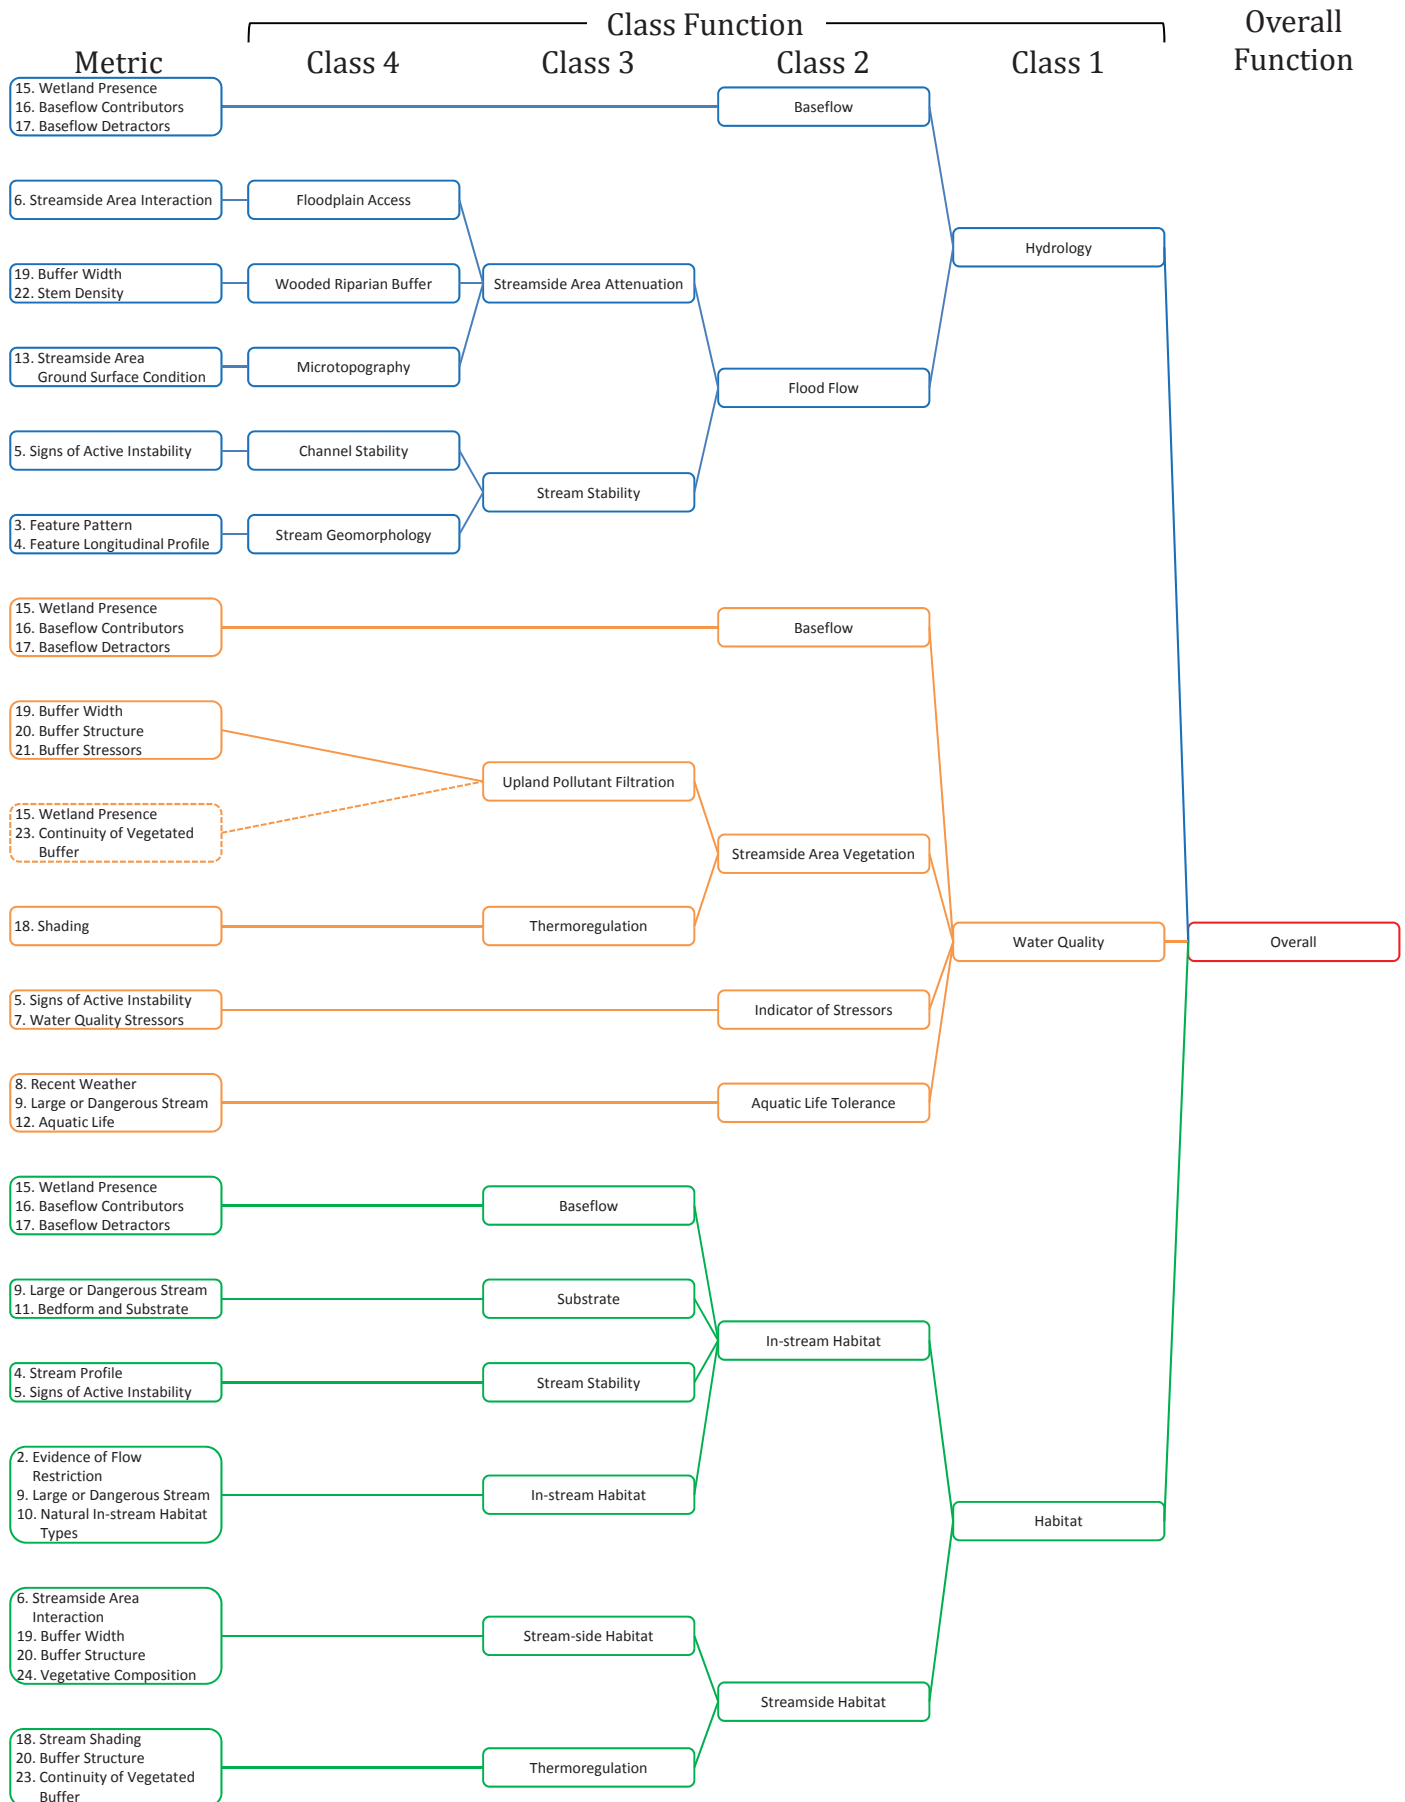 Class Function
Overall
Function
Metric
Class 4
Class 3
Class 2
Class 1
15. Wetland Presence
16. Baseflow Contributors
17. Baseflow Detractors
Baseflow
6. Streamside Area Interaction
Floodplain Access
Hydrology
19. Buffer Width
22. Stem Density
Wooded Riparian Buffer
Streamside Area Attenuation
13. Streamside Area
Ground Surface Condition
Microtopography
Flood Flow
5. Signs of Active Instability
Channel Stability
Stream Stability
3. Feature Pattern
4. Feature Longitudinal Profile
Stream Geomorphology
15. Wetland Presence
16. Baseflow Contributors
17. Baseflow Detractors
Baseflow
19. Buffer Width
20. Buffer Structure
21. Buffer Stressors
Upland Pollutant Filtration
15. Wetland Presence
23. Continuity of Vegetated
Buffer
Streamside Area Vegetation
18. Shading
Thermoregulation
Water Quality
Overall
5. Signs of Active Instability
7. Water Quality Stressors
Indicator of Stressors
8. Recent Weather
9. Large or Dangerous Stream
12. Aquatic Life
Aquatic Life Tolerance
15. Wetland Presence
16. Baseflow Contributors
17. Baseflow Detractors
Baseflow
9. Large or Dangerous Stream
11. Bedform and Substrate
Substrate
In-stream Habitat
4. Stream Profile
5. Signs of Active Instability
Stream Stability
2. Evidence of Flow
Restriction
9. Large or Dangerous Stream
10. Natural In-stream Habitat
Types
In-stream Habitat
Habitat
6. Streamside Area
Interaction
19. Buffer Width
20. Buffer Structure
24. Vegetative Composition
Stream-side Habitat
Streamside Habitat
18. Stream Shading
20. Buffer Structure
23. Continuity of Vegetated
Buffer
Thermoregulation